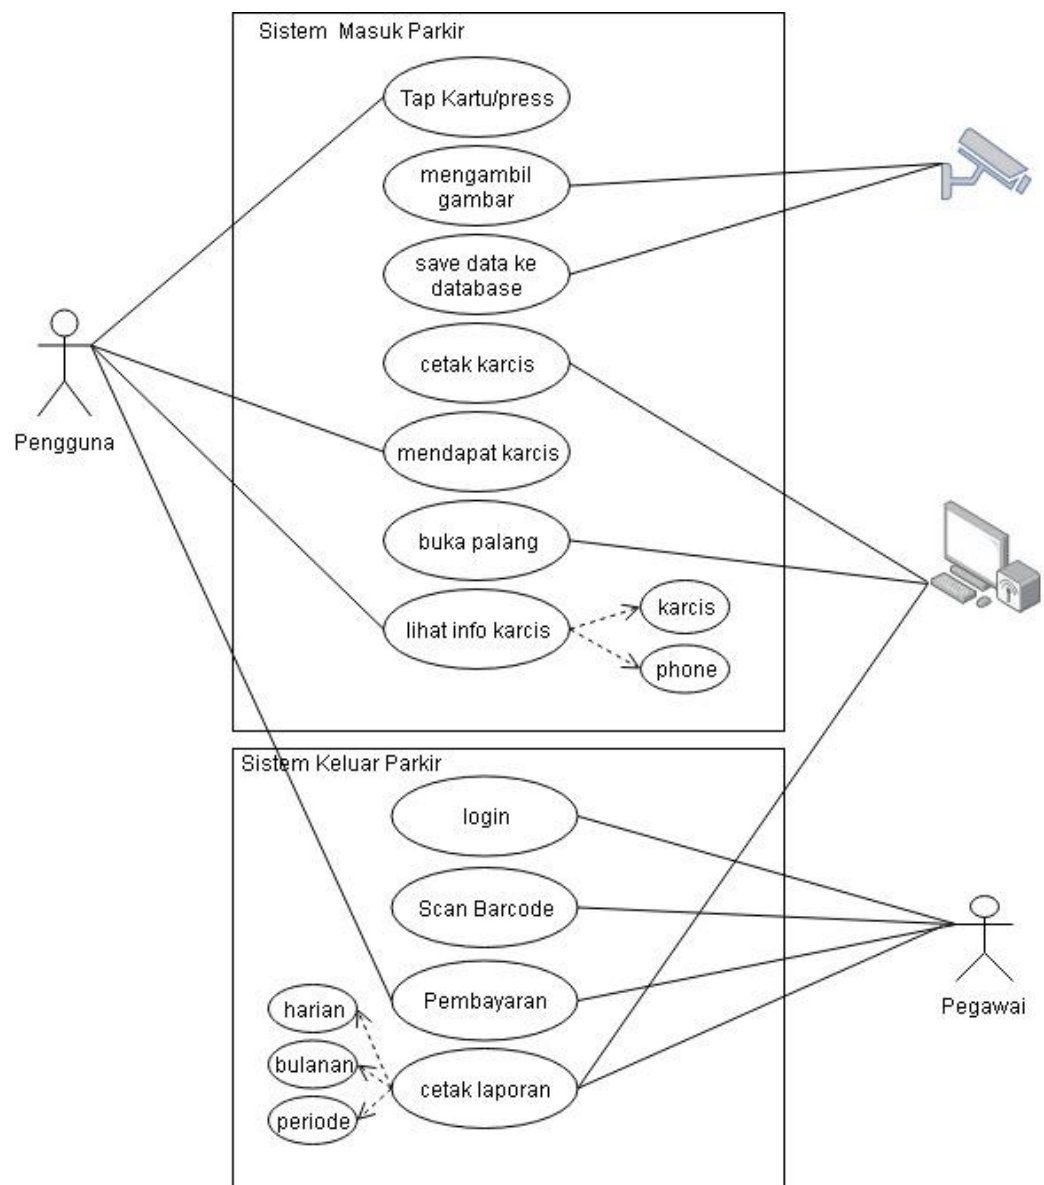 Sistem Masuk Parkir
Tap Kartu/press
mengambil
gambar
save data ke
database
cetak karcis
Pengguna
mendapat karcis
buka palang
lihat info karcis
karcis
phone
Sistem Keluar Parkir
login
Scan Barcode
Pembayaran
Pegawai
harian
bulanan
cetak laporan
periode